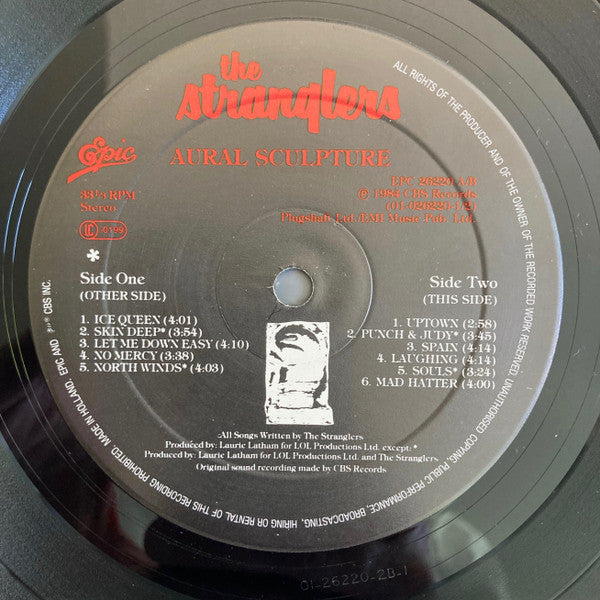 the
stranglers
Epic
AURAL SCULPTURE
33⅓ RPM
Stereo
LC 0199
EPC 26220-A/B
℗ 1984 CBS Records
(01-026220-1/2)
Plugshaft Ltd./EMI Music Pub. Ltd.
*
Side One
(OTHER SIDE)
1. ICE QUEEN (4:01)
2. SKIN DEEP* (3:54)
3. LET ME DOWN EASY (4:10)
4. NO MERCY (3:38)
5. NORTH WINDS* (4:03)
Side Two
(THIS SIDE)
1. UPTOWN (2:58)
2. PUNCH & JUDY* (3:45)
3. SPAIN (4:14)
4. LAUGHING (4:14)
5. SOULS* (3:24)
6. MAD HATTER (4:00)
All Songs Written by The Stranglers
Produced by: Laurie Latham for LOL Productions Ltd. except: *
Produced by: Laurie Latham for LOL Productions Ltd. and The Stranglers
Original sound recording made by CBS Records
ALL RIGHTS OF THE PRODUCER AND OF THE OWNER OF THE RECORDED WORK RESERVED. UNAUTHORISED COPYING, PUBLIC PERFORMANCE, BROADCASTING, HIRING OR RENTAL OF THIS RECORDING PROHIBITED. MADE IN HOLLAND. EPIC AND CBS INC.
01-26220-2B-1